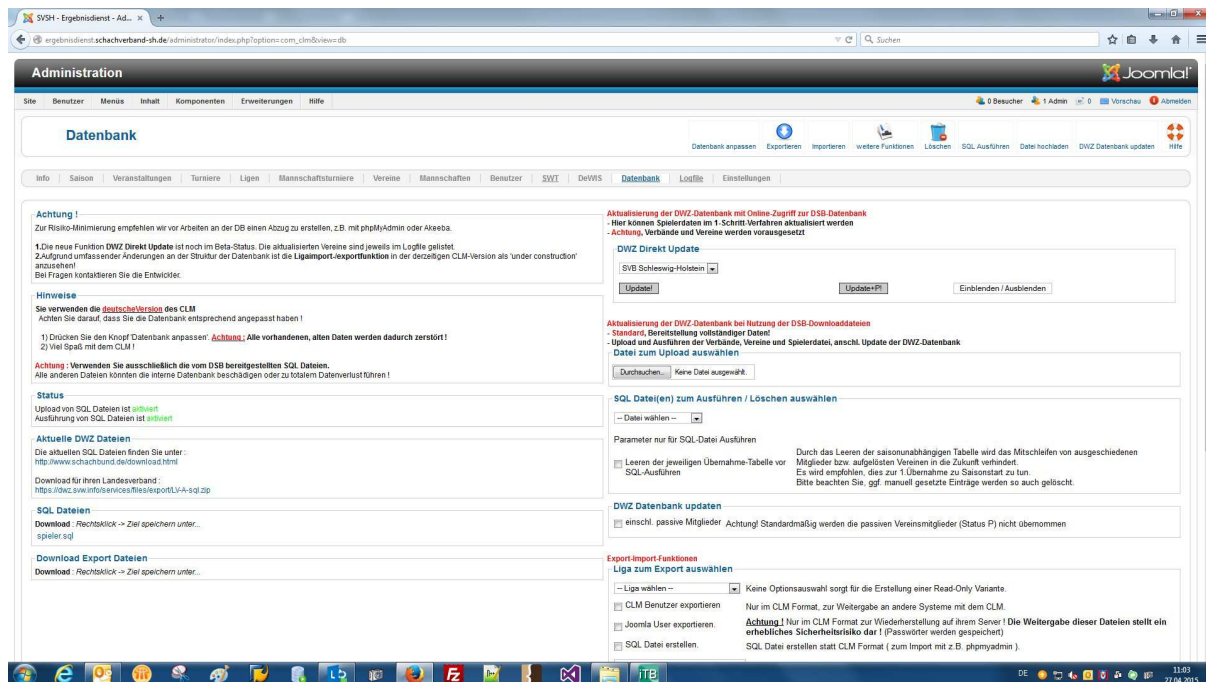 SVSH - Ergebnisdienst - Ad...
ergebnisdienst.schachverband-sh.de/administrator/index.php?option=com_clm&view=db
Suchen
Administration
Joomla!
Site Benutzer Menüs Inhalt Komponenten Erweiterungen Hilfe
0 Besucher 1 Admin 0 Vorschau Abmelden
Datenbank
Datenbank anpassen Exportieren Importieren weitere Funktionen Löschen SQL Ausführen Datei hochladen DWZ Datenbank updaten Hilfe
Info Saison Veranstaltungen Turniere Ligen Mannschaftsturniere Vereine Mannschaften Benutzer SWT DeWIS Datenbank Logfile Einstellungen
Achtung !
Zur Risiko-Minimierung empfehlen wir vor Arbeiten an der DB einen Abzug zu erstellen, z.B. mit phpMyAdmin oder Akeeba.
1.Die neue Funktion DWZ Direkt Update ist noch im Beta-Status. Die aktualisierten Vereine sind jeweils im Logfile gelistet.
2.Aufgrund umfassender Änderungen an der Struktur der Datenbank ist die Ligaimport-/exportfunktion in der derzeitigen CLM-Version als 'under construction'
anzusehen!
Bei Fragen kontaktieren Sie die Entwickler.
Hinweise
Sie verwenden die deutscheVersion des CLM
Achten Sie darauf, dass Sie die Datenbank entsprechend angepasst haben !
1) Drücken Sie den Knopf 'Datenbank anpassen'. Achtung : Alle vorhandenen, alten Daten werden dadurch zerstört !
2) Viel Spaß mit dem CLM !
Achtung : Verwenden Sie ausschließlich die vom DSB bereitgestellten SQL Dateien.
Alle anderen Dateien könnten die interne Datenbank beschädigen oder zu totalem Datenverlust führen !
Status
Upload von SQL Dateien ist aktiviert
Ausführung von SQL Dateien ist aktiviert
Aktuelle DWZ Dateien
Die aktuellen SQL Dateien finden Sie unter :
http://www.schachbund.de/download.html
Download für ihren Landesverband :
https://dwz.svw.info/services/files/export/LV-A-sql.zip
SQL Dateien
Download : Rechtsklick -> Ziel speichern unter...
spieler.sql
Download Export Dateien
Download : Rechtsklick -> Ziel speichern unter...
Aktualisierung der DWZ-Datenbank mit Online-Zugriff zur DSB-Datenbank
- Hier können Spielerdaten im 1-Schritt-Verfahren aktualisiert werden
- Achtung, Verbände und Vereine werden vorausgesetzt
DWZ Direkt Update
SVB Schleswig-Holstein
Update! Update+P! Einblenden / Ausblenden
Aktualisierung der DWZ-Datenbank bei Nutzung der DSB-Downloaddateien
- Standard, Bereitstellung vollständiger Daten!
- Upload und Ausführen der Verbände, Vereine und Spielerdatei, anschl. Update der DWZ-Datenbank
Datei zum Upload auswählen
Durchsuchen... Keine Datei ausgewählt.
SQL Datei(en) zum Ausführen / Löschen auswählen
-- Datei wählen --
Parameter nur für SQL-Datei Ausführen
Leeren der jeweiligen Übernahme-Tabelle vor
SQL-Ausführen
Durch das Leeren der saisonunabhängigen Tabelle wird das Mitschleifen von ausgeschiedenen
Mitglieder bzw. aufgelösten Vereinen in die Zukunft verhindert.
Es wird empfohlen, dies zur 1.Übernahme zu Saisonstart zu tun.
Bitte beachten Sie, ggf. manuell gesetzte Einträge werden so auch gelöscht.
DWZ Datenbank updaten
einschl. passive Mitglieder Achtung! Standardmäßig werden die passiven Vereinsmitglieder (Status P) nicht übernommen
Export-Import-Funktionen
Liga zum Export auswählen
-- Liga wählen -- Keine Optionsauswahl sorgt für die Erstellung einer Read-Only Variante.
CLM Benutzer exportieren Nur im CLM Format, zur Weitergabe an andere Systeme mit dem CLM.
Joomla User exportieren. Achtung ! Nur im CLM Format zur Wiederherstellung auf ihrem Server ! Die Weitergabe dieser Dateien stellt ein
erhebliches Sicherheitsrisiko dar ! (Passwörter werden gespeichert)
SQL Datei erstellen. SQL Datei erstellen statt CLM Format ( zum Import mit z.B. phpmyadmin ).
DE 11:03
27.04.2015